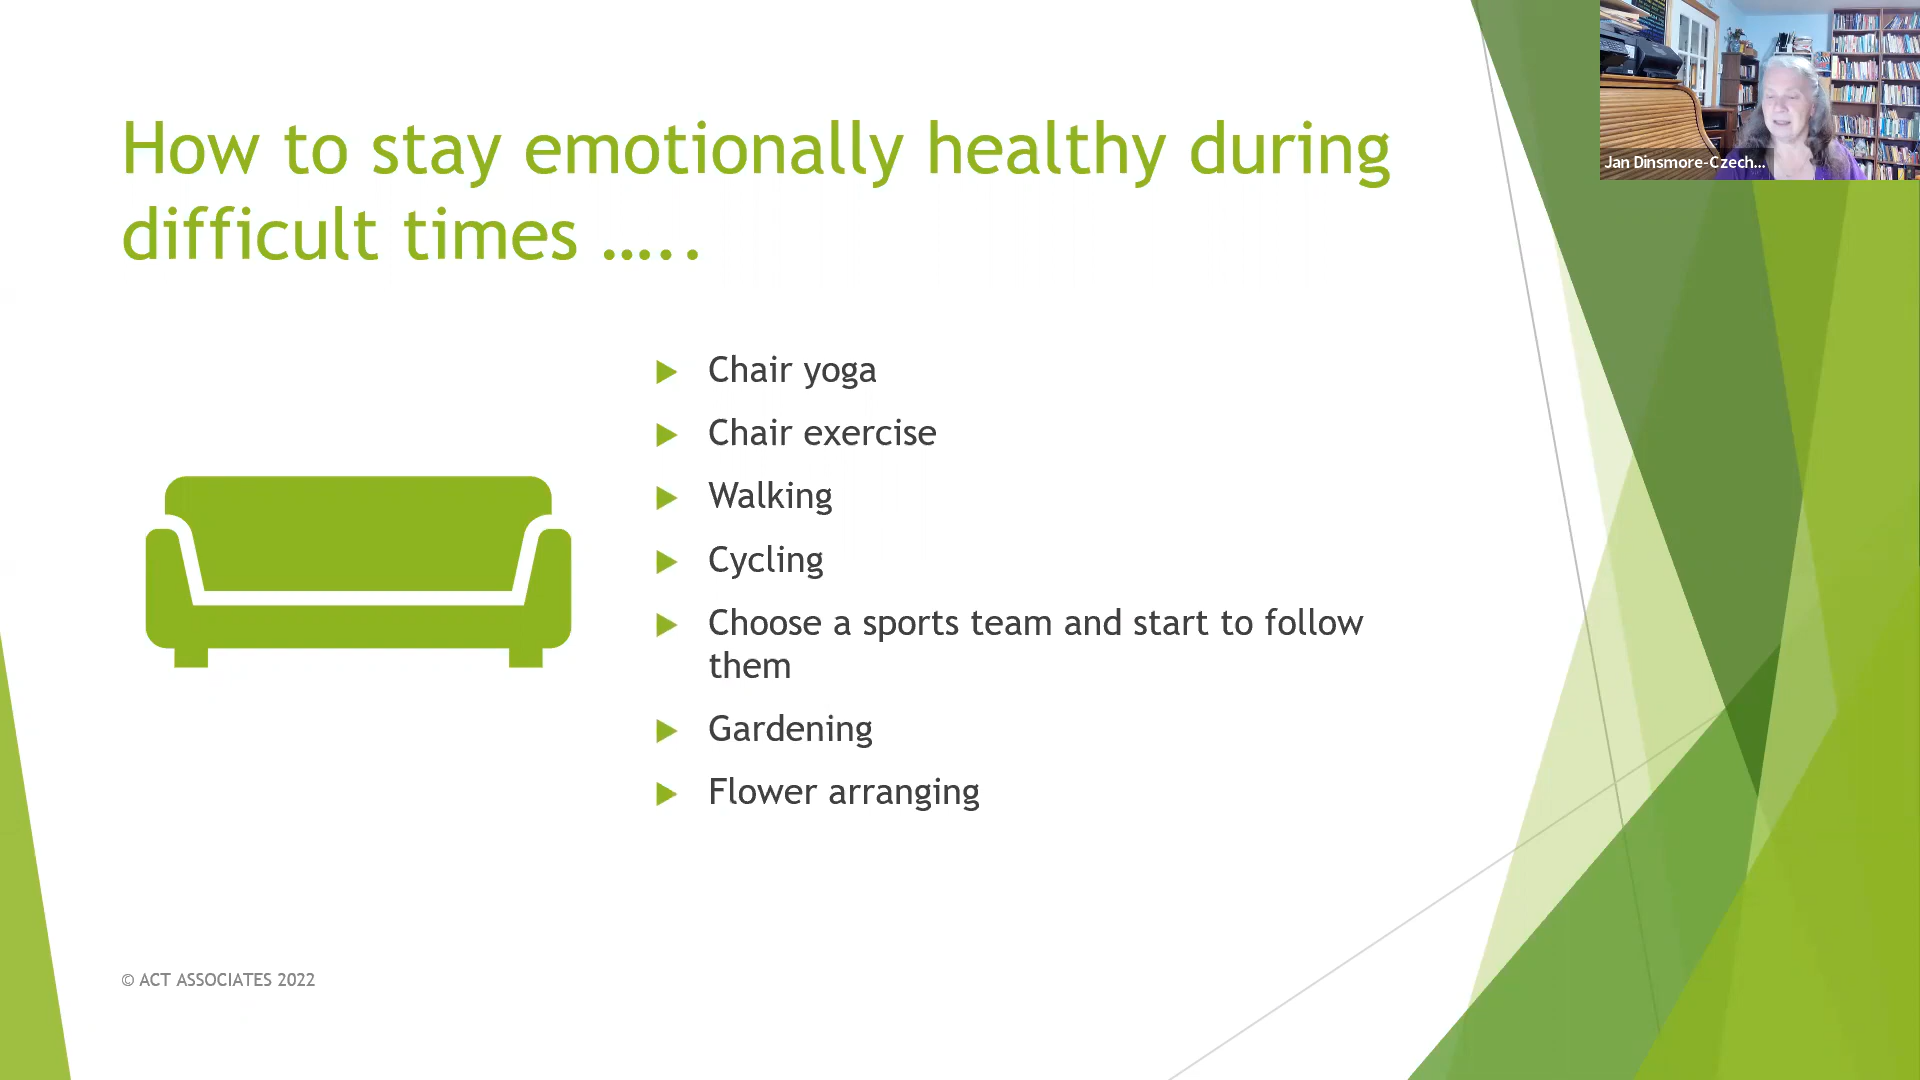 How to stay emotionally healthy during
difficult times …..
Chair yoga
Chair exercise
Walking
Cycling
Choose a sports team and start to follow
them
Gardening
Flower arranging
© ACT ASSOCIATES 2022
Jan Dinsmore-Czech...